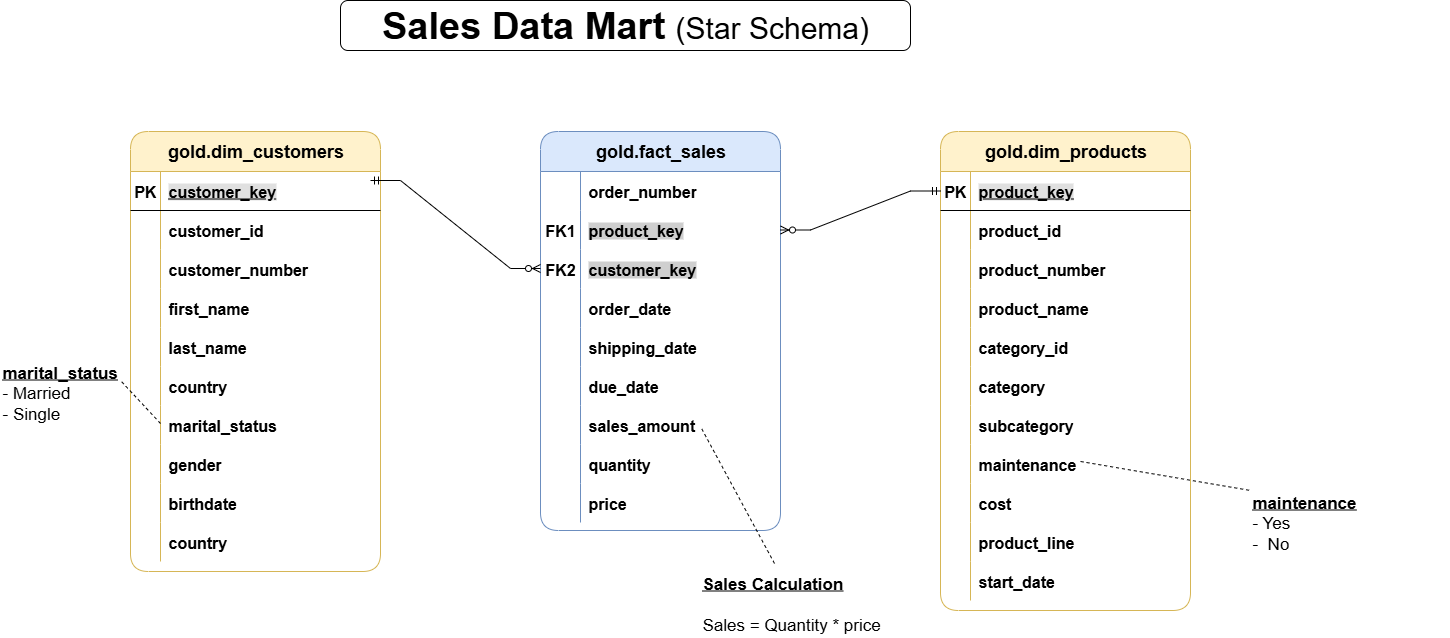 Sales Data Mart (Star Schema)
gold.dim_customers
PK customer_key
customer_id
customer_number
first_name
last_name
country
marital_status
gender
birthdate
country
marital_status
- Married
- Single
gold.fact_sales
order_number
FK1 product_key
FK2 customer_key
order_date
shipping_date
due_date
sales_amount
quantity
price
Sales Calculation
Sales = Quantity * price
gold.dim_products
PK product_key
product_id
product_number
product_name
category_id
category
subcategory
maintenance
cost
product_line
start_date
maintenance
- Yes
- No